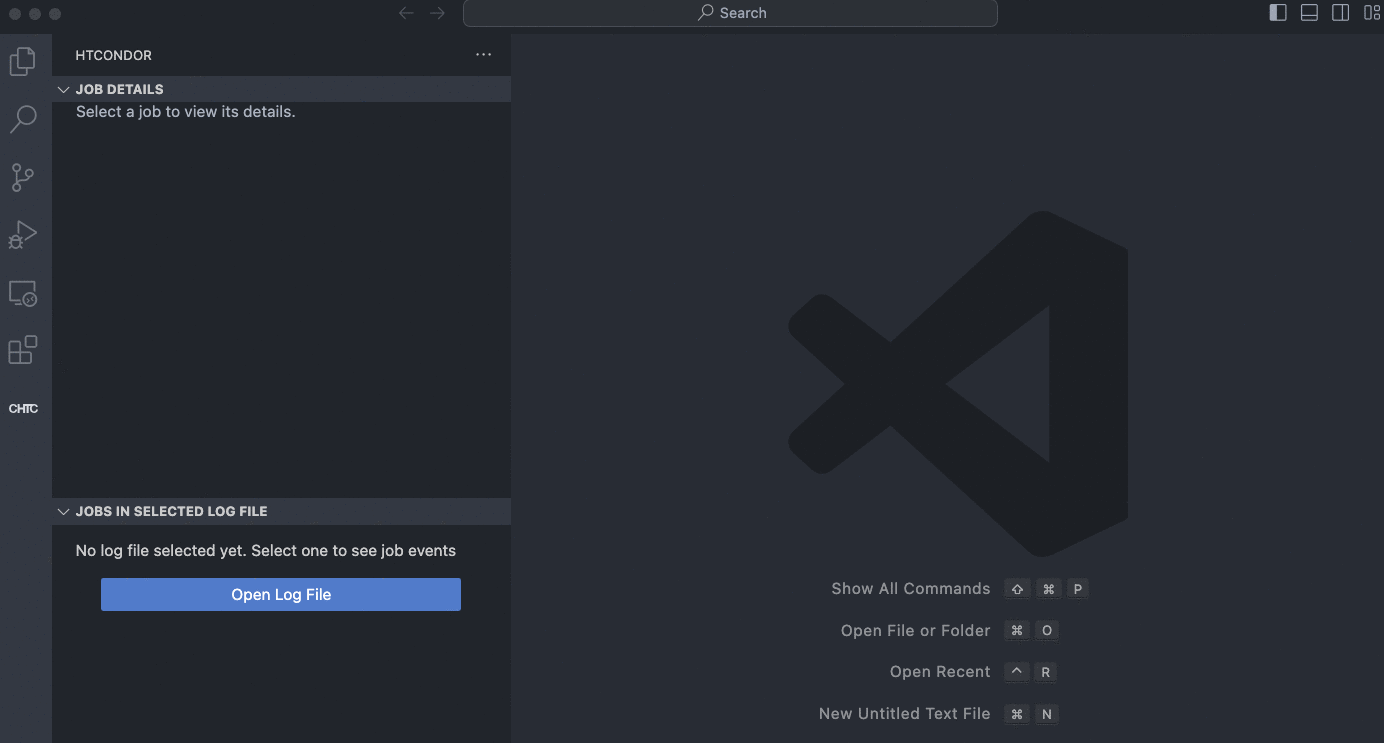 Search
HTCONDOR
JOB DETAILS
Select a job to view its details.
CHTC
JOBS IN SELECTED LOG FILE
No log file selected yet. Select one to see job events
Open Log File
Show All Commands ⇧ ⌘ P
Open File or Folder ⌘ O
Open Recent ⌃ R
New Untitled Text File ⌘ N